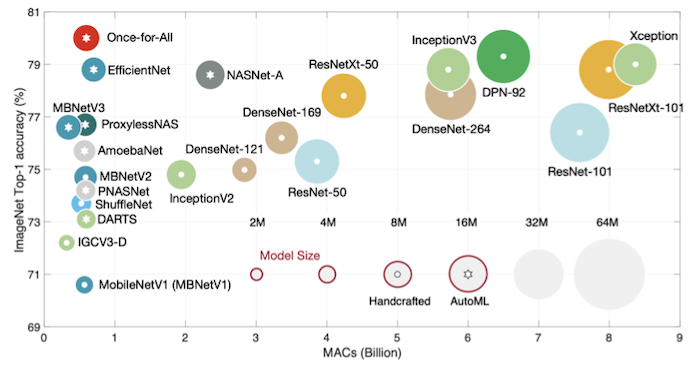 81
79
77
75
73
71
69
ImageNet Top-1 accuracy (%)
Once-for-All
EfficientNet
NASNet-A
MBNetV3
ProxylessNAS
AmoebaNet
MBNetV2
PNASNet
ShuffleNet
DARTS
IGCV3-D
MobileNetV1 (MBNetV1)
InceptionV2
DenseNet-121
DenseNet-169
ResNetXt-50
ResNet-50
InceptionV3
DPN-92
DenseNet-264
Xception
ResNetXt-101
ResNet-101
2M 4M 8M 16M 32M 64M
Model Size
Handcrafted AutoML
0 1 2 3 4 5 6 7 8 9
MACs (Billion)